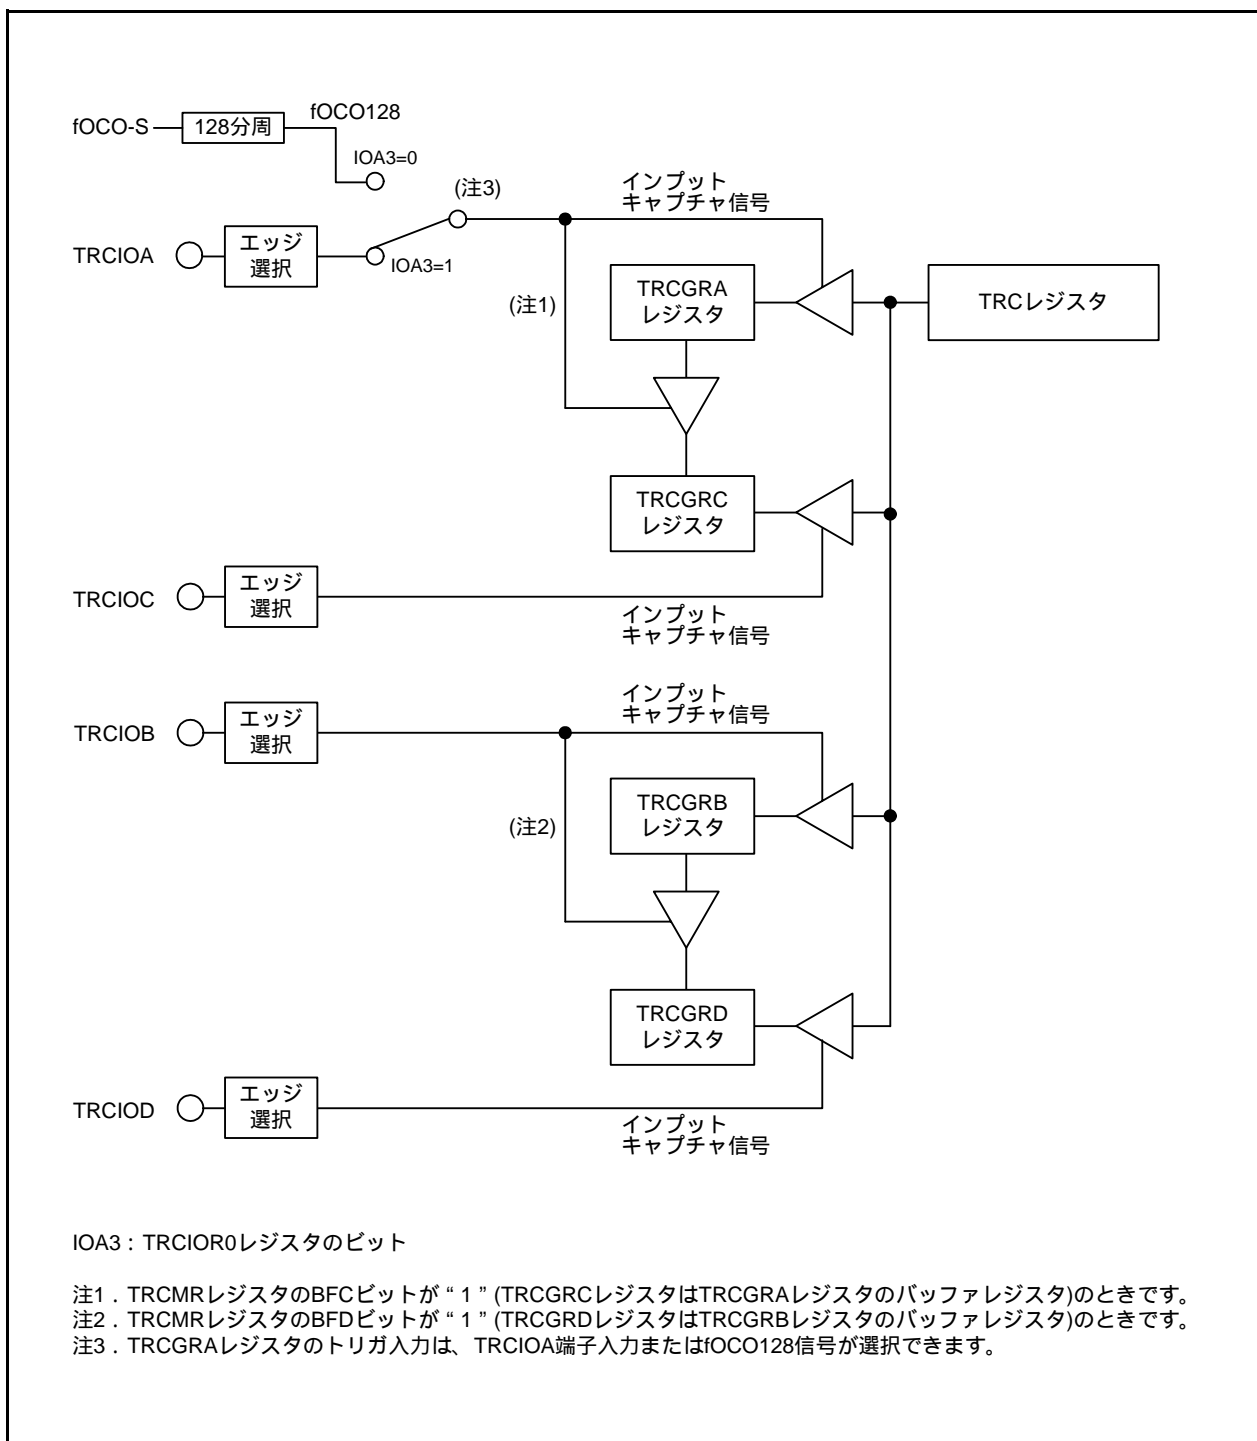 fOCO128
fOCO-S
128分周
IOA3=0
(注3)
インプット
キャプチャ信号
TRCIOA
エッジ
選択
IOA3=1
(注1)
TRCGRA
レジスタ
TRCレジスタ
TRCGRC
レジスタ
TRCIOC
エッジ
選択
インプット
キャプチャ信号
インプット
キャプチャ信号
TRCIOB
エッジ
選択
(注2)
TRCGRB
レジスタ
TRCGRD
レジスタ
TRCIOD
エッジ
選択
インプット
キャプチャ信号
IOA3：TRCIOR0レジスタのビット
注1．TRCMRレジスタのBFCビットが“1”(TRCGRCレジスタはTRCGRAレジスタのバッファレジスタ)のときです。
注2．TRCMRレジスタのBFDビットが“1”(TRCGRDレジスタはTRCGRBレジスタのバッファレジスタ)のときです。
注3．TRCGRAレジスタのトリガ入力は、TRCIOA端子入力またはfOCO128信号が選択できます。